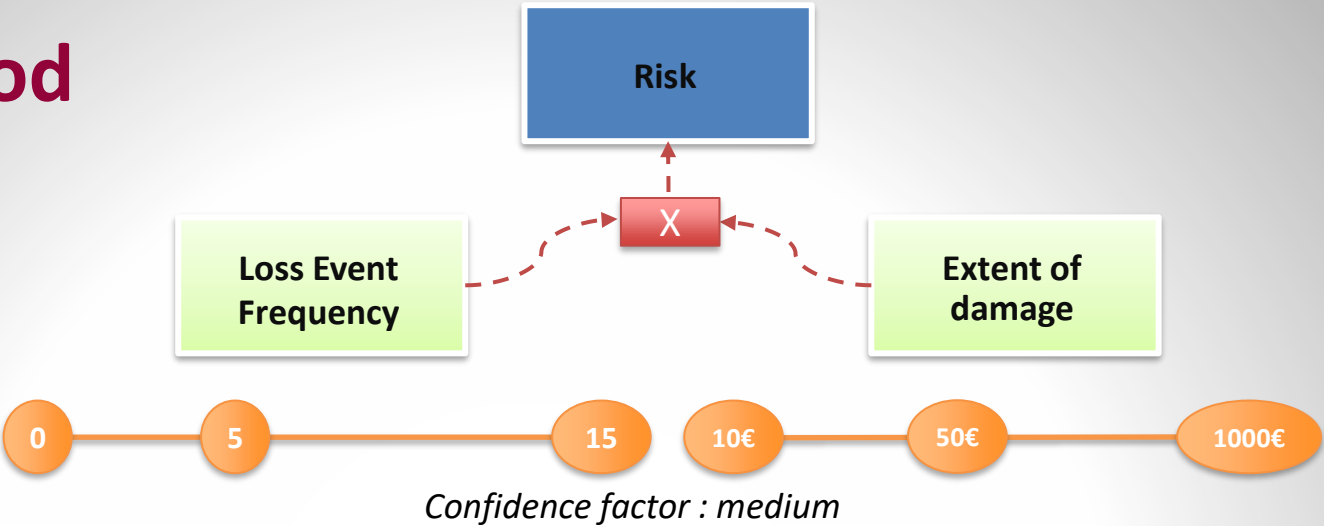 od
Risk
X
Loss Event
Frequency
Extent of
damage
0
5
15
10€
50€
1000€
Confidence factor : medium